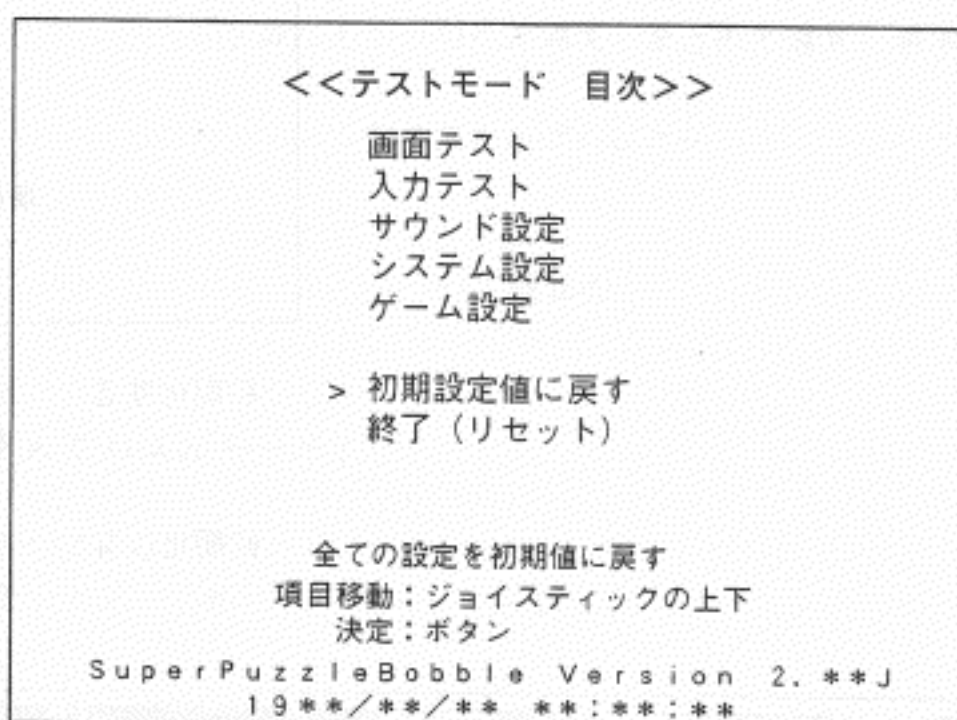 <<テストモード　目次>>
画面テスト
入力テスト
サウンド設定
システム設定
ゲーム設定
> 初期設定値に戻す
終了（リセット）
全ての設定を初期値に戻す
項目移動：ジョイスティックの上下
決定：ボタン
SuperPuzzleBobble Version 2.**J
19**/**/** **:**:**